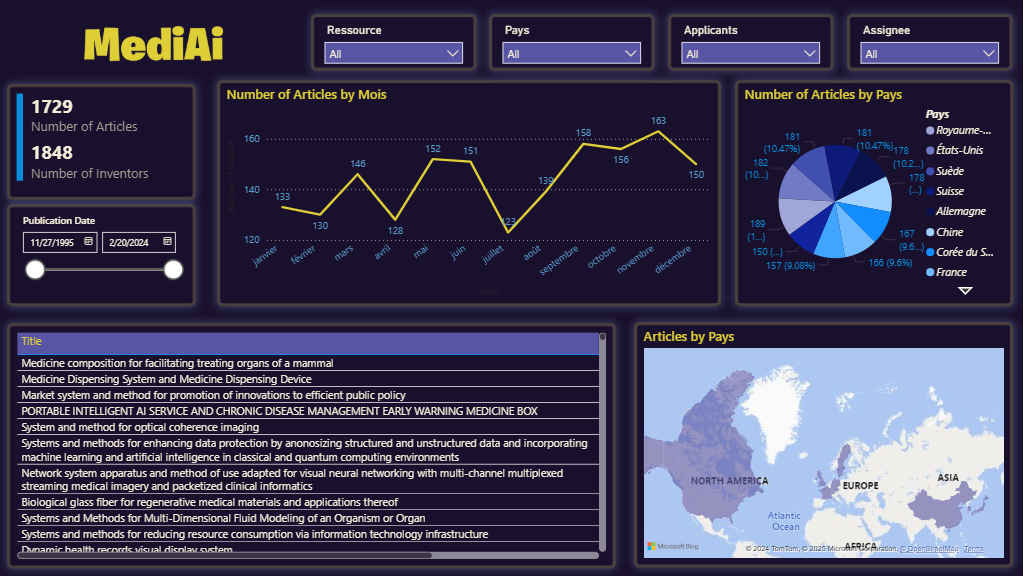 MediAi
Ressource
All
Pays
All
Applicants
All
Assignee
All
1729
Number of Articles
1848
Number of Inventors
Publication Date
11/27/1995
2/20/2024
Number of Articles by Mois
160
140
120
133
130
146
128
152
151
123
139
158
156
163
150
janvier
février
mars
avril
mai
juin
juillet
août
septembre
octobre
novembre
décembre
Mois
Number of Articles by Pays
181
(10.47%)
181
(10.47%)
178
(10.2...)
178
(...)
182
(10...)
189
(1...)
150 (...)
157 (9.08%)
166 (9.6%)
167
(9.6...)
Pays
Royaume-...
États-Unis
Suède
Suisse
Allemagne
Chine
Corée du S...
France
Title
Medicine composition for facilitating treating organs of a mammal
Medicine Dispensing System and Medicine Dispensing Device
Market system and method for promotion of innovations to efficient public policy
PORTABLE INTELLIGENT AI SERVICE AND CHRONIC DISEASE MANAGEMENT EARLY WARNING MEDICINE BOX
System and method for optical coherence imaging
Systems and methods for enhancing data protection by anonosizing structured and unstructured data and incorporating
machine learning and artificial intelligence in classical and quantum computing environments
Network system apparatus and method of use adapted for visual neural networking with multi-channel multiplexed
streaming medical imagery and packetized clinical informatics
Biological glass fiber for regenerative medical materials and applications thereof
Systems and Methods for Multi-Dimensional Fluid Modeling of an Organism or Organ
Systems and methods for reducing resource consumption via information technology infrastructure
Dynamic health records visual display system
Articles by Pays
NORTH AMERICA
EUROPE
ASIA
Atlantic
Ocean
AFRICA
Microsoft Bing
© 2024 TomTom, © 2025 Microsoft Corporation, © OpenStreetMap Terms